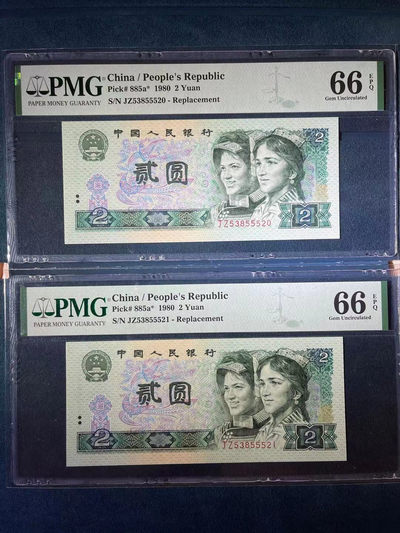 PMG
PAPER MONEY GUARANTY
China / People's Republic
Pick# 885a* 1980 2 Yuan
S/N JZ53855520 - Replacement
66 EPQ
Gem Uncirculated
中国人民银行
2
贰圆
JZ53855520
2
2
PMG
PAPER MONEY GUARANTY
China / People's Republic
Pick# 885a* 1980 2 Yuan
S/N JZ53855521 - Replacement
66 EPQ
Gem Uncirculated
中国人民银行
2
贰圆
JZ53855521
2
2